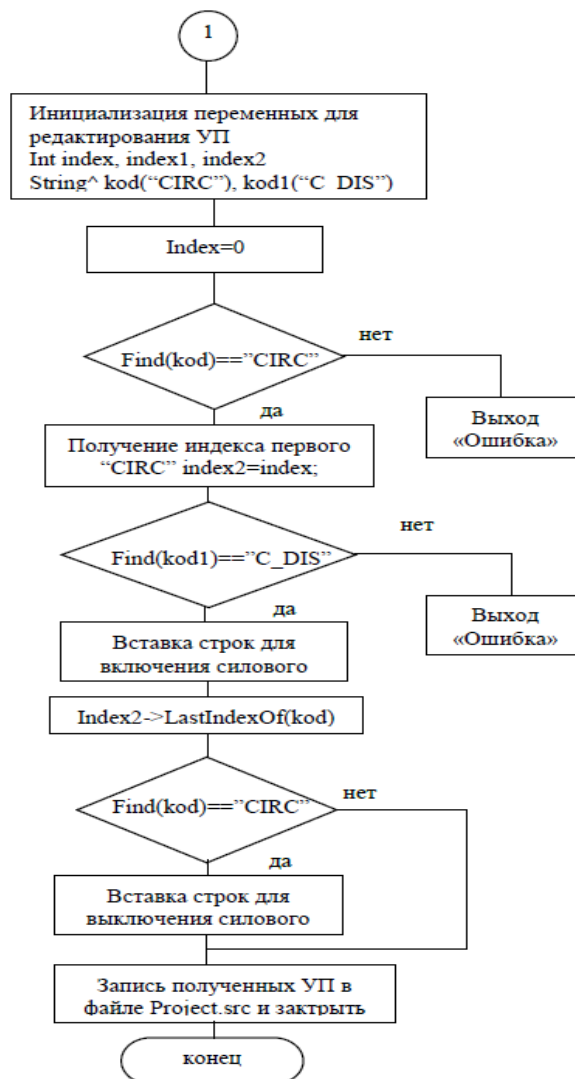 1
Инициализация переменных для
редактирования УП
Int index, index1, index2
String^ kod(“CIRC”), kod1(“C_DIS”)
Index=0
Find(kod)==”CIRC”
нет
да
Выход
«Ошибка»
Получение индекса первого
“CIRC” index2=index;
Find(kod1)==”C_DIS”
нет
да
Выход
«Ошибка»
Вставка строк для
включения силового
Index2->LastIndexOf(kod)
Find(kod)==”CIRC”
нет
да
Вставка строк для
выключения силового
Запись полученных УП в
файле Project.src и зактрыть
конец